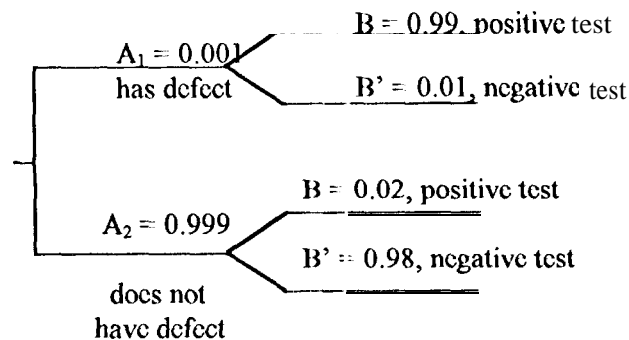 B = 0.99, positive test
A₁ = 0.001
has defect
B' = 0.01, negative test
B = 0.02, positive test
A₂ = 0.999
B' = 0.98, negative test
does not
have defect